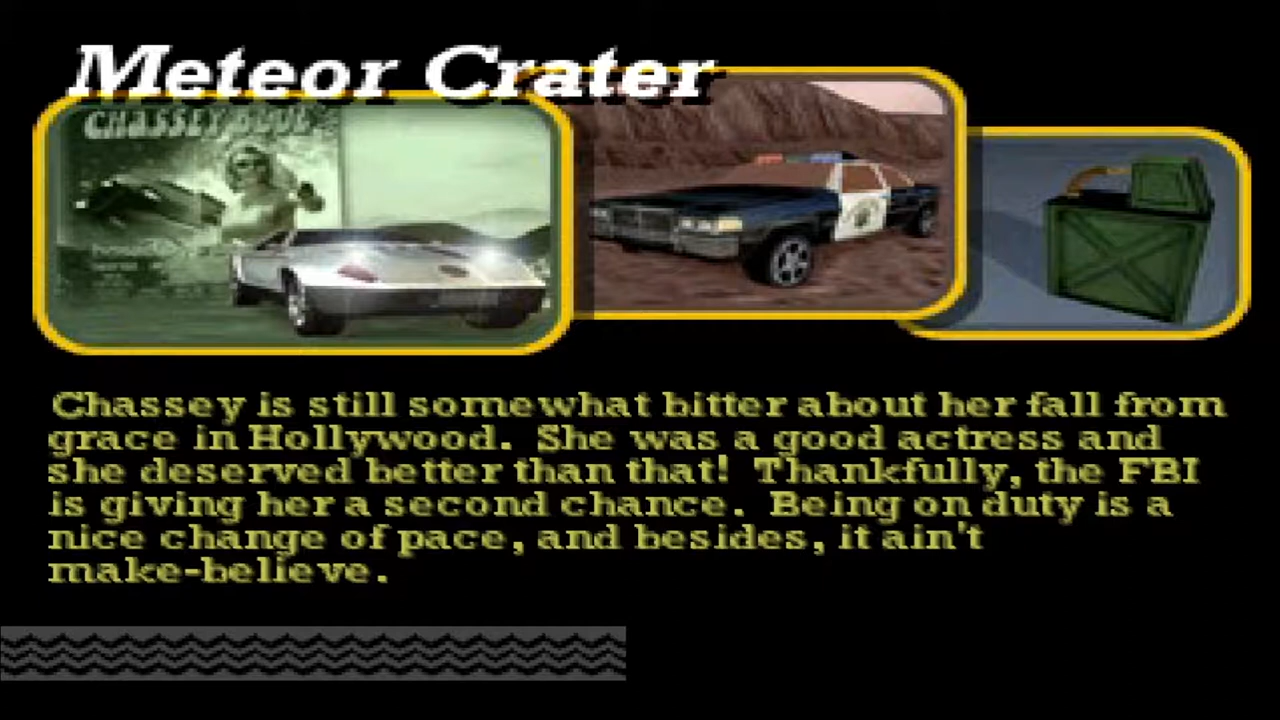 Meteor Crater
CHASSEY BLUE
Chassey is still somewhat bitter about her fall from
grace in Hollywood. She was a good actress and
she deserved better than that! Thankfully, the FBI
is giving her a second chance. Being on duty is a
nice change of pace, and besides, it ain't
make-believe.